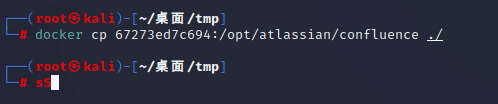 ┌──(root㉿kali)-[~/桌面/tmp]
└─# docker cp 67273ed7c694:/opt/atlassian/confluence ./
┌──(root㉿kali)-[~/桌面/tmp]
└─# sS